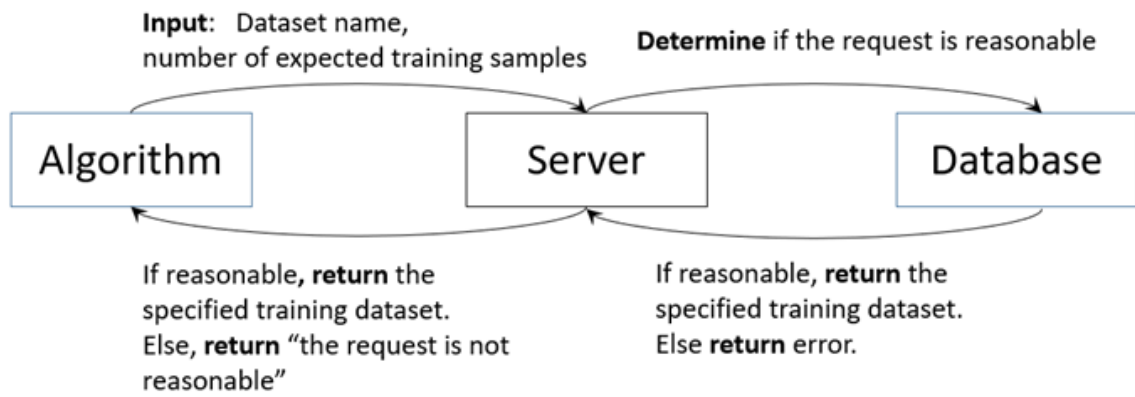 Input: Dataset name,
number of expected training samples
Determine if the request is reasonable
Algorithm
Server
Database
If reasonable, return the
specified training dataset.
Else, return “the request is not
reasonable”
If reasonable, return the
specified training dataset.
Else return error.